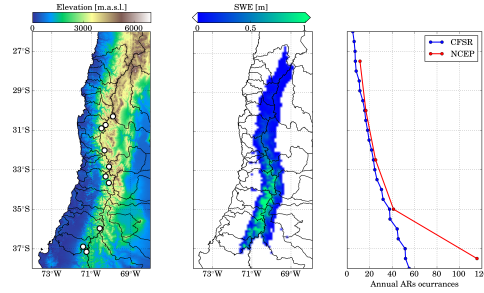 Elevation [m.a.s.l.]
0 3000 6000
SWE [m]
0 0.5 1
CFSR
NCEP
27°S
29°S
31°S
33°S
35°S
37°S
73°W 71°W 69°W
73°W 71°W 69°W
0 20 40 60 80 100 120
Annual ARs ocurrances